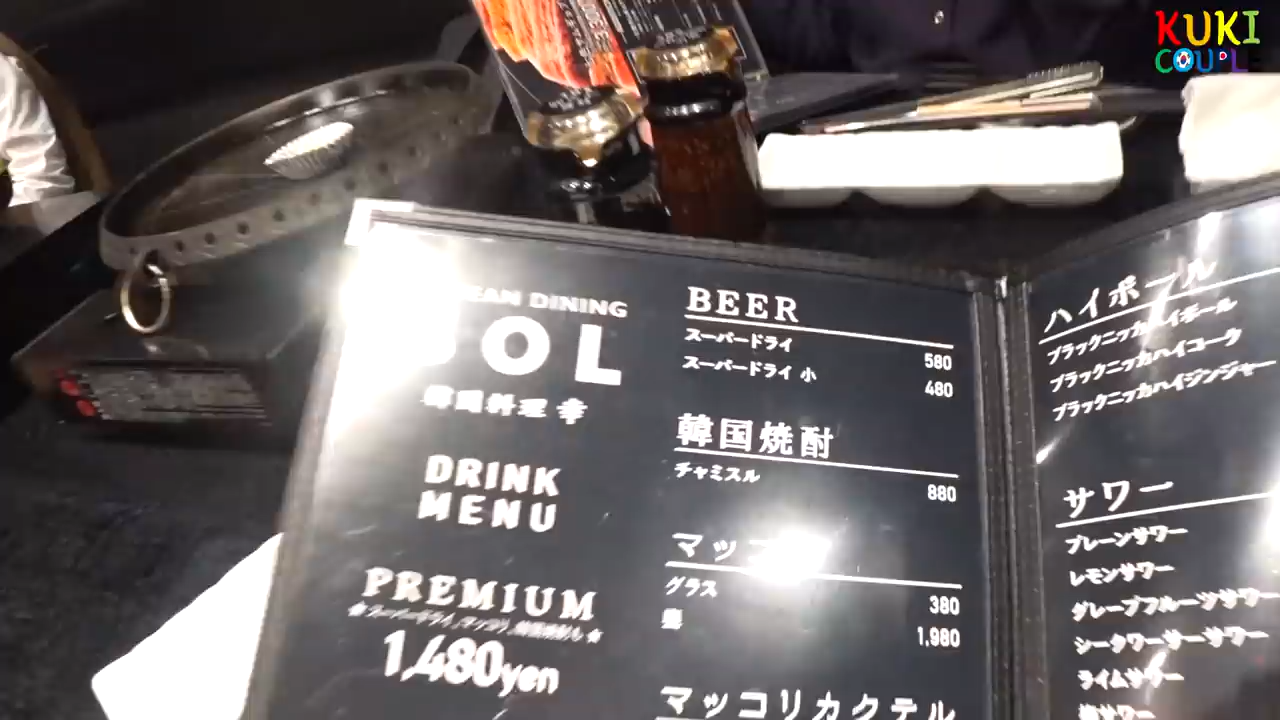 KUKI
COUPLE
DINING
OL
韓国料理 幸
DRINK
MENU
PREMIUM
1,480yen
BEER
スーパードライ 580
スーパードライ 小 480
韓国焼酎
チャミスル 880
マッ
グラス 380
1,980
マッコリカクテル
ハイボール
ブラックニッカハイボール
ブラックニッカハイコーク
ブラックニッカハイジンジャー
サワー
プレーンサワー
レモンサワー
グレープフルーツサワー
シークワーサーサワー
ライムサワー
サワー